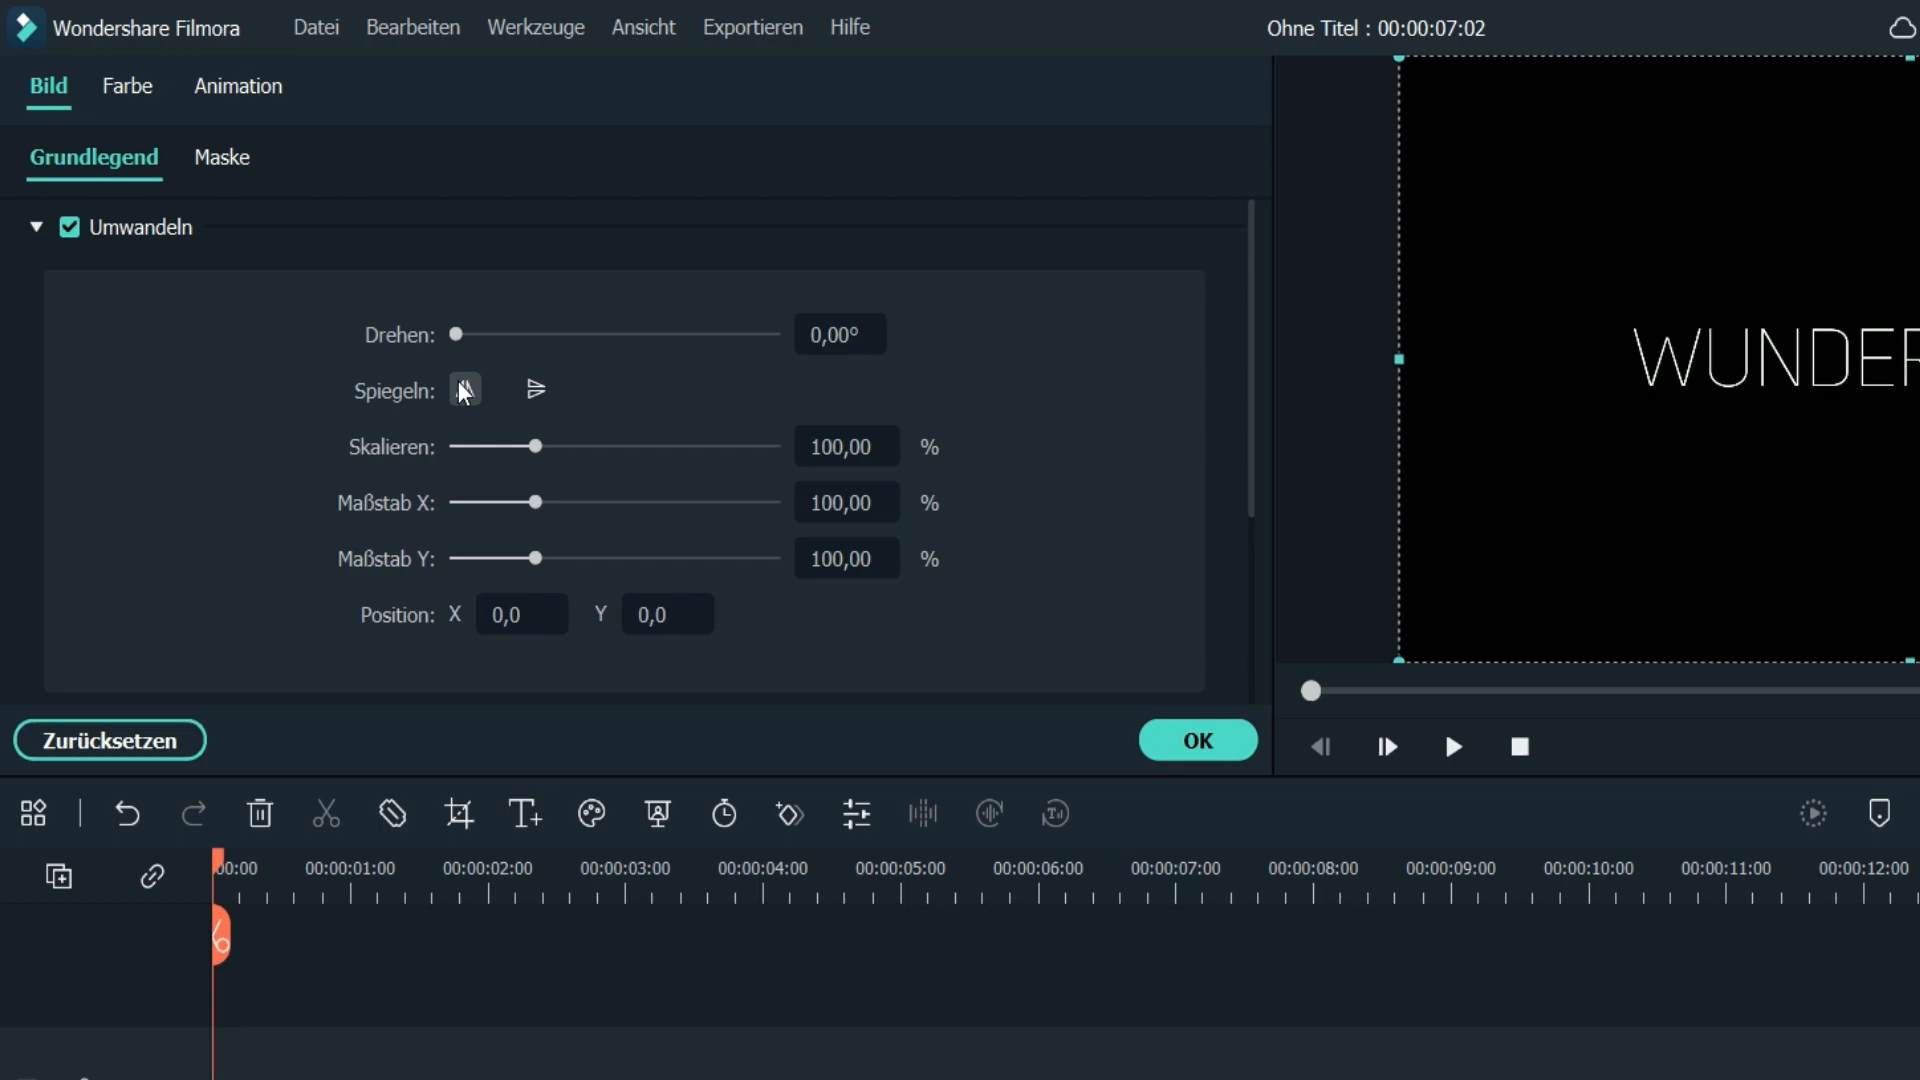 Wondershare Filmora Datei Bearbeiten Werkzeuge Ansicht Exportieren Hilfe Ohne Titel : 00:00:07:02
Bild Farbe Animation
Grundlegend Maske
Umwandeln
Drehen: 0,00°
Spiegeln:
Skalieren: 100,00 %
Maßstab X: 100,00 %
Maßstab Y: 100,00 %
Position: X 0,0 Y 0,0
WUNDER
Zurücksetzen OK
00:00 00:00:01:00 00:00:02:00 00:00:03:00 00:00:04:00 00:00:05:00 00:00:06:00 00:00:07:00 00:00:08:00 00:00:09:00 00:00:10:00 00:00:11:00 00:00:12:00